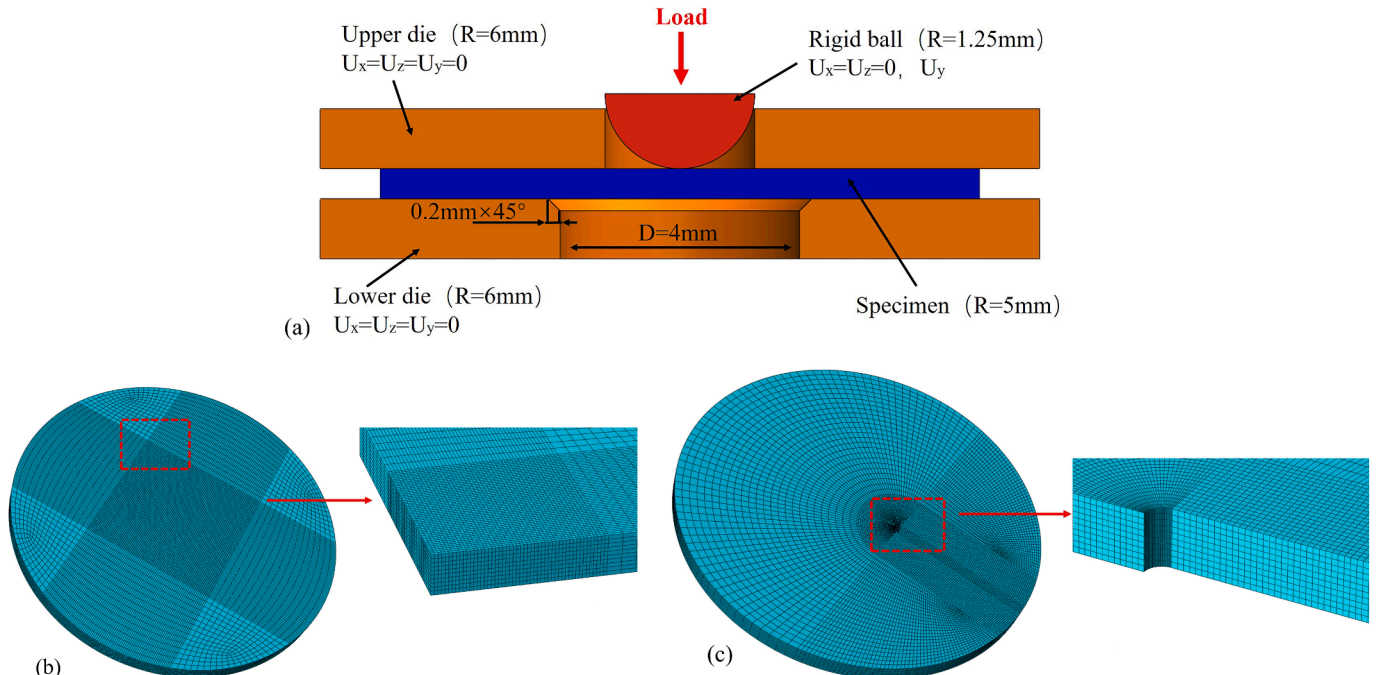 Load
Upper die（R=6mm）
Ux=Uz=Uy=0
Rigid ball（R=1.25mm）
Ux=Uz=0, Uy
0.2mm×45°
D=4mm
Lower die（R=6mm）
Ux=Uz=Uy=0
Specimen（R=5mm）
(a)
(b)
(c)